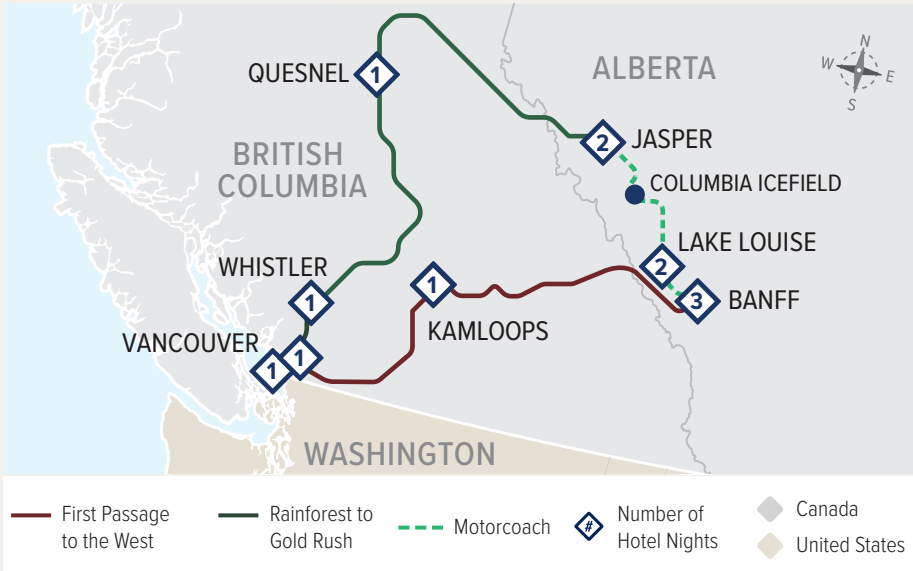 N
W
E
S
QUESNEL
1
ALBERTA
2
JASPER
BRITISH
COLUMBIA
COLUMBIA ICEFIELD
WHISTLER
1
LAKE LOUISE
2
1
KAMLOOPS
3
BANFF
VANCOUVER
1
1
WASHINGTON
First Passage
to the West
Rainforest to
Gold Rush
Motorcoach
#
Number of
Hotel Nights
Canada
United States